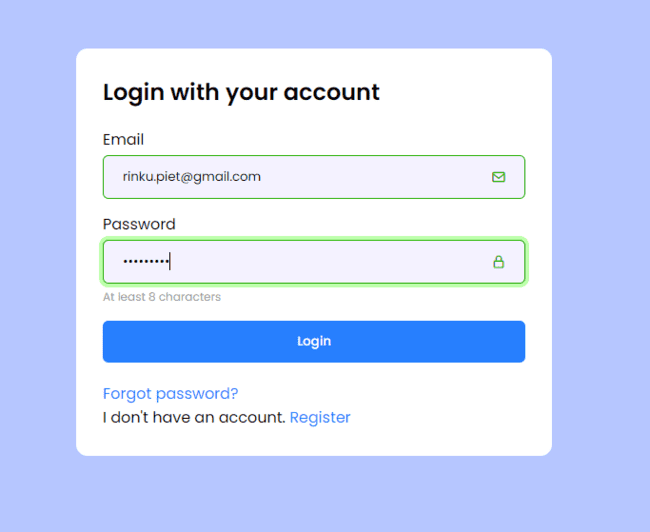 Login with your account
Email
rinku.piet@gmail.com
Password
•••••••••
At least 8 characters
Login
Forgot password?
I don't have an account. Register